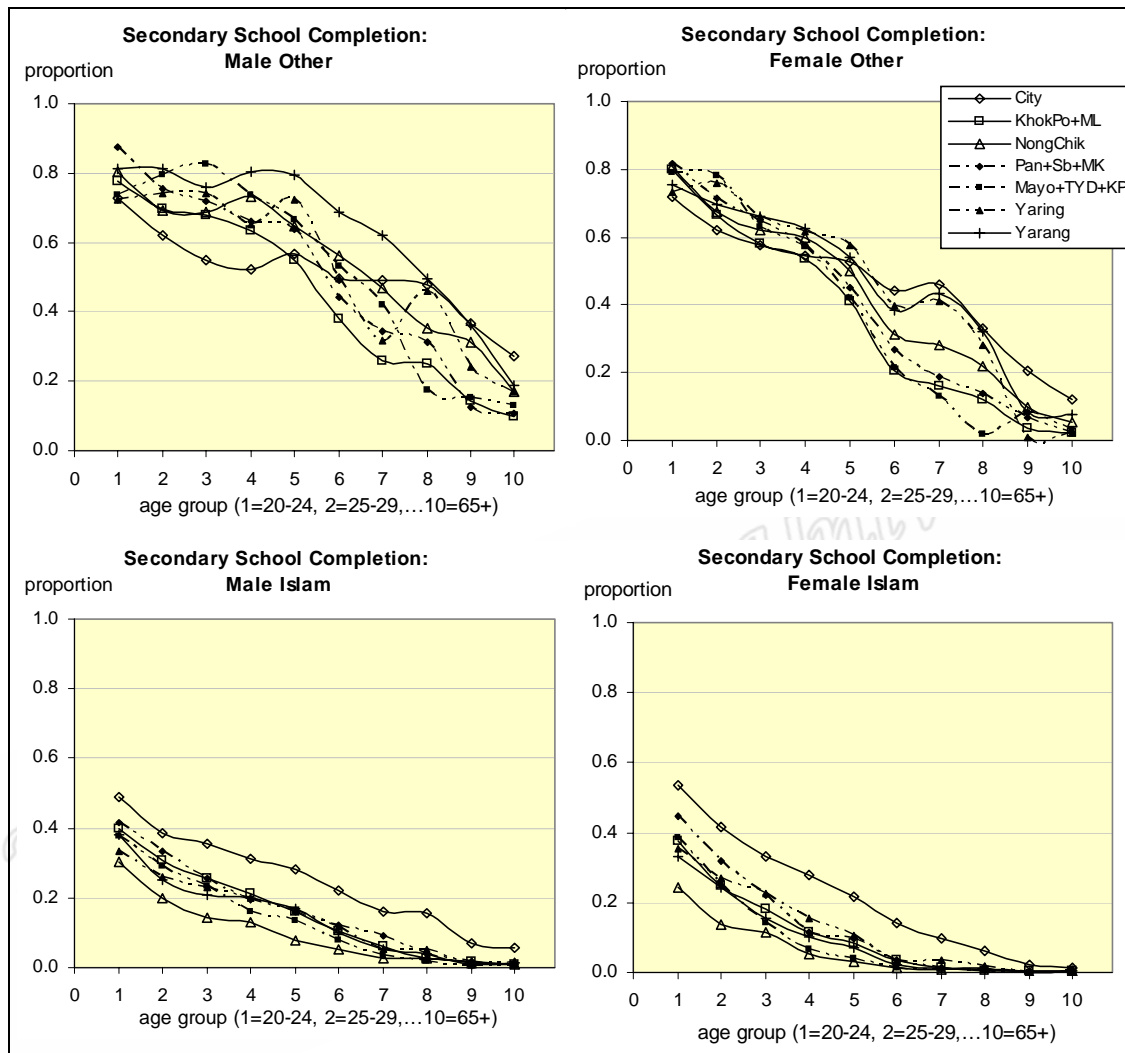 Secondary School Completion:
Male Other
proportion
1.0
0.8
0.6
0.4
0.2
0.0
0 1 2 3 4 5 6 7 8 9 10
age group (1=20-24, 2=25-29,...10=65+)
Secondary School Completion:
Female Other
proportion
1.0
0.8
0.6
0.4
0.2
0.0
0 1 2 3 4 5 6 7 8 9 10
age group (1=20-24, 2=25-29,...10=65+)
City
KhokPo+ML
NongChik
Pan+Sb+MK
Mayo+TYD+KP
Yaring
Yarang
Secondary School Completion:
Male Islam
proportion
1.0
0.8
0.6
0.4
0.2
0.0
0 1 2 3 4 5 6 7 8 9 10
age group (1=20-24, 2=25-29,...10=65+)
Secondary School Completion:
Female Islam
proportion
1.0
0.8
0.6
0.4
0.2
0.0
0 1 2 3 4 5 6 7 8 9 10
age group (1=20-24, 2=25-29,...10=65+)